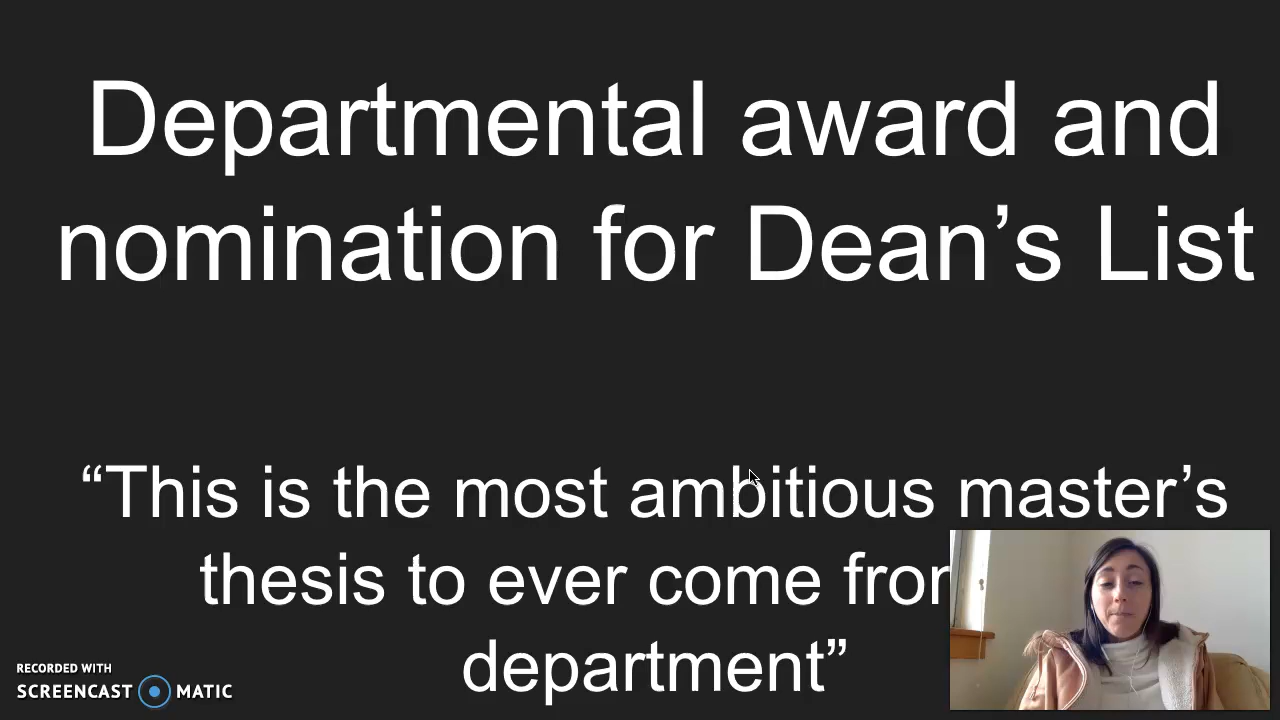 Departmental award and
nomination for Dean’s List
“This is the most ambitious master’s
thesis to ever come
department”
RECORDED WITH
SCREENCAST MATIC